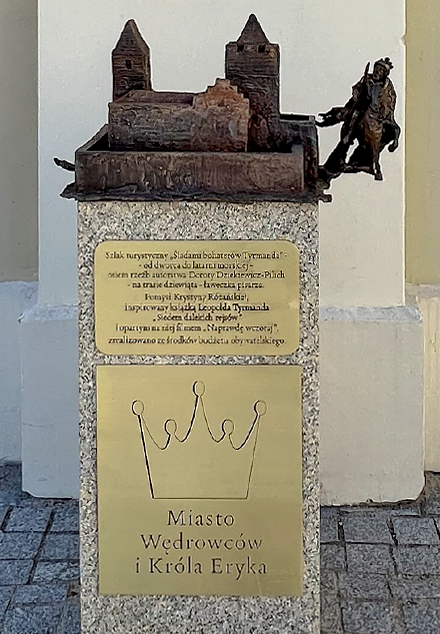 Szlak turystyczny „Śladami bohaterów Tyrmanda” -
- od dworca do latarni morskiej -
osiem rzeźb autorstwa Doroty Dziekiewicz-Pilich
- na trasie dziewiąta - ławeczka pisarza.
Pomysł Krystyny Różańskiej,
inspirowany książką Leopolda Tyrmanda
„Siedem dalekich rejsów”
i opartym na niej filmem „Naprawdę wczoraj”,
zrealizowano ze środków budżetu obywatelskiego.
Miasto
Wędrowców
i Króla Eryka